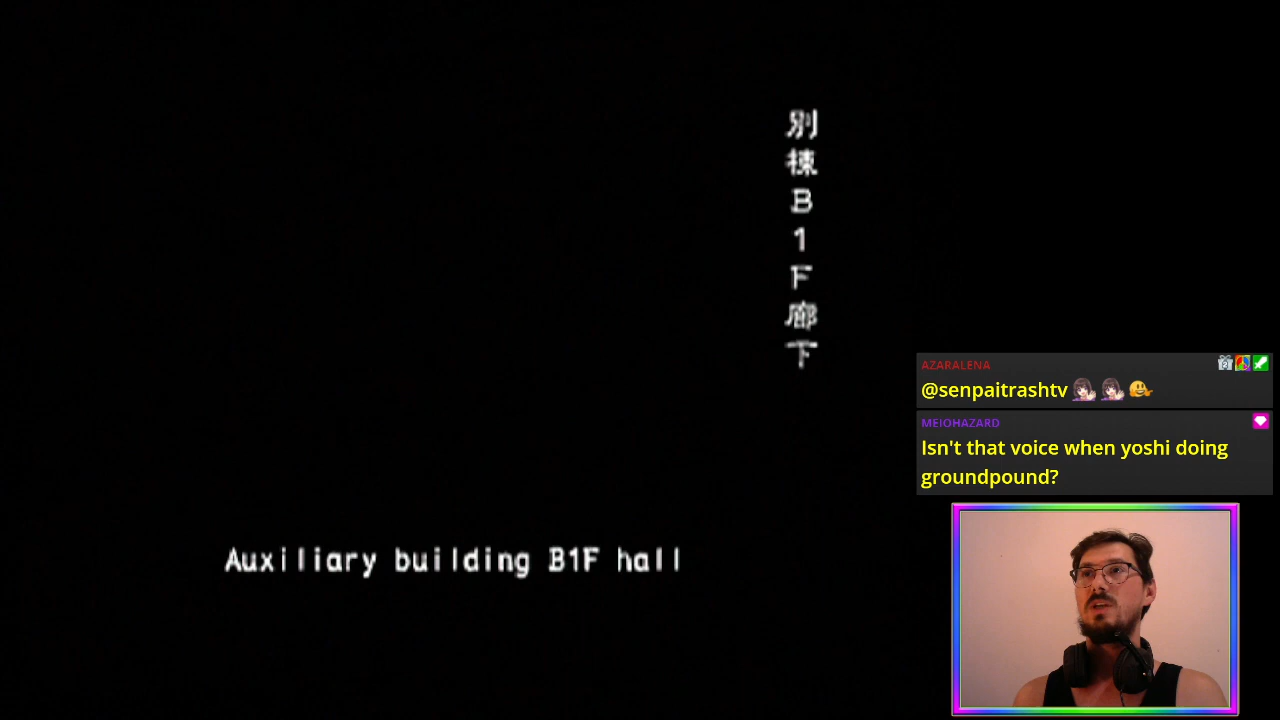 別棟B1F廊下
Auxiliary building B1F hall
AZARALENA
@senpaitrashtv
MEIOHAZARD
Isn't that voice when yoshi doing
groundpound?